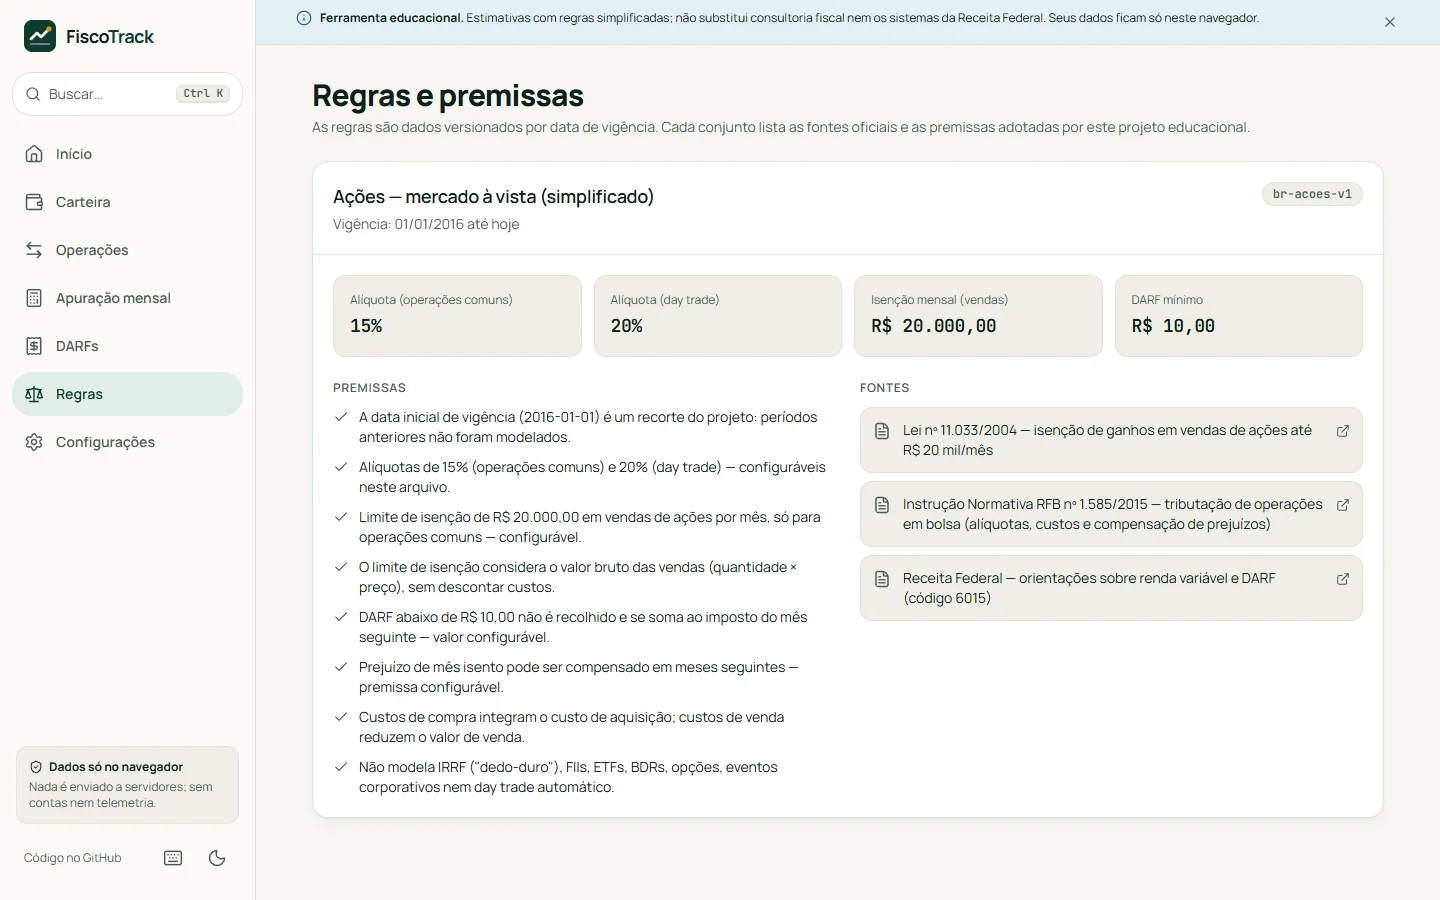 FiscoTrack
Buscar...
Ctrl K
Início
Carteira
Operações
Apuração mensal
DARFs
Regras
Configurações
Dados só no navegador
Nada é enviado a servidores; sem
contas nem telemetria.
Código no GitHub
Ferramenta educacional. Estimativas com regras simplificadas; não substitui consultoria fiscal nem os sistemas da Receita Federal. Seus dados ficam só neste navegador.
Regras e premissas
As regras são dados versionados por data de vigência. Cada conjunto lista as fontes oficiais e as premissas adotadas por este projeto educacional.
Ações — mercado à vista (simplificado)
br-acoes-v1
Vigência: 01/01/2016 até hoje
Alíquota (operações comuns)
15%
Alíquota (day trade)
20%
Isenção mensal (vendas)
R$ 20.000,00
DARF mínimo
R$ 10,00
PREMISSAS
A data inicial de vigência (2016-01-01) é um recorte do projeto: períodos
anteriores não foram modelados.
Alíquotas de 15% (operações comuns) e 20% (day trade) — configuráveis
neste arquivo.
Limite de isenção de R$ 20.000,00 em vendas de ações por mês, só para
operações comuns — configurável.
O limite de isenção considera o valor bruto das vendas (quantidade ×
preço), sem descontar custos.
DARF abaixo de R$ 10,00 não é recolhido e se soma ao imposto do mês
seguinte — valor configurável.
Prejuízo de mês isento pode ser compensado em meses seguintes —
premissa configurável.
Custos de compra integram o custo de aquisição; custos de venda
reduzem o valor de venda.
Não modela IRRF ("dedo-duro"), FIIs, ETFs, BDRs, opções, eventos
corporativos nem day trade automático.
FONTES
Lei nº 11.033/2004 — isenção de ganhos em vendas de ações até
R$ 20 mil/mês
Instrução Normativa RFB nº 1.585/2015 — tributação de operações
em bolsa (alíquotas, custos e compensação de prejuízos)
Receita Federal — orientações sobre renda variável e DARF
(código 6015)